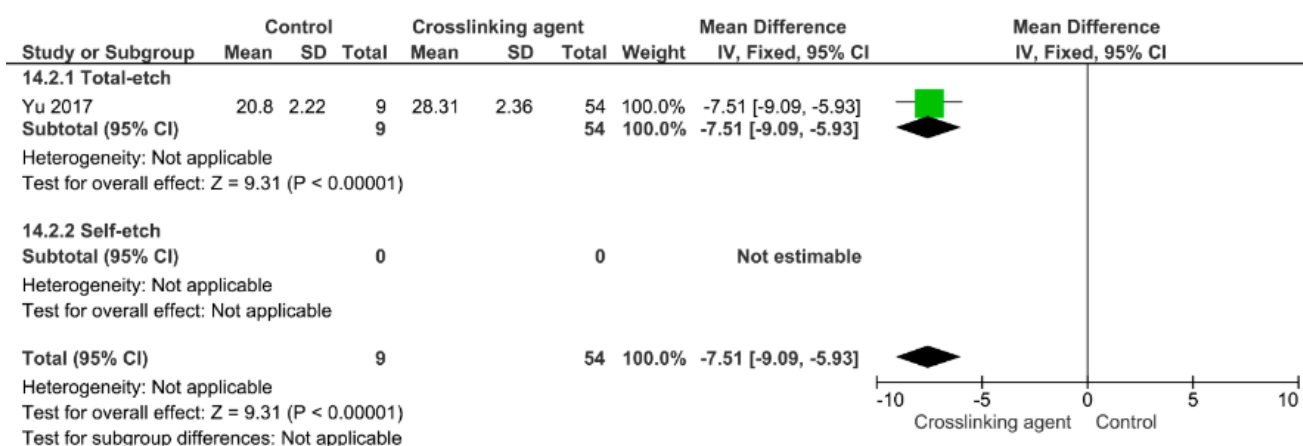 Control Crosslinking agent Mean Difference Mean Difference
Study or Subgroup Mean SD Total Mean SD Total Weight IV, Fixed, 95% CI IV, Fixed, 95% CI
14.2.1 Total-etch
Yu 2017 20.8 2.22 9 28.31 2.36 54 100.0% -7.51 [-9.09, -5.93]
Subtotal (95% CI) 9 54 100.0% -7.51 [-9.09, -5.93]
Heterogeneity: Not applicable
Test for overall effect: Z = 9.31 (P < 0.00001)
14.2.2 Self-etch
Subtotal (95% CI) 0 0 Not estimable
Heterogeneity: Not applicable
Test for overall effect: Not applicable
Total (95% CI) 9 54 100.0% -7.51 [-9.09, -5.93]
Heterogeneity: Not applicable
Test for overall effect: Z = 9.31 (P < 0.00001)
Test for subgroup differences: Not applicable
-10 -5 0 5 10
Crosslinking agent Control